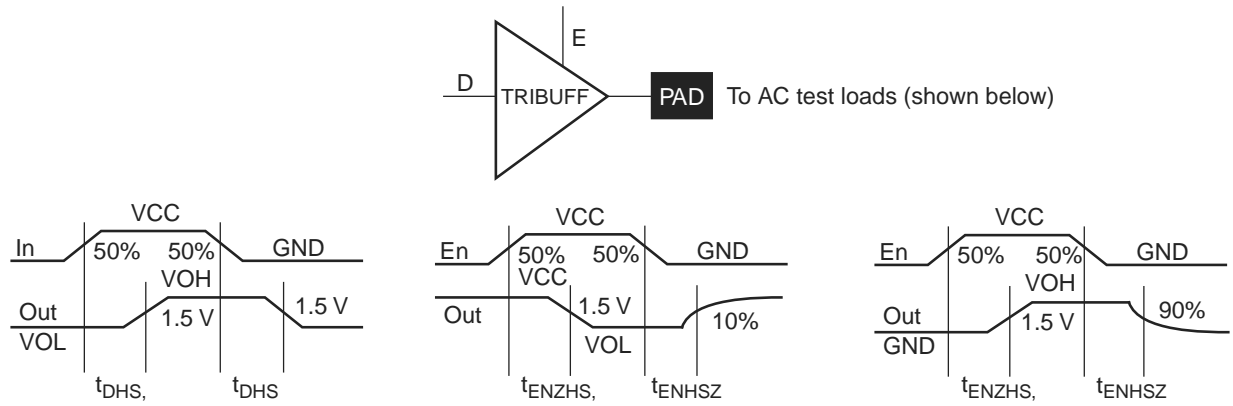 E
D
TRIBUFF
PAD
To AC test loads (shown below)
VCC
In
50%
50%
GND
VOH
Out
1.5 V
1.5 V
VOL
tDHS,
tDHS
VCC
En
50%
50%
GND
VCC
Out
1.5 V
10%
VOL
tENZHS,
tENHSZ
VCC
En
50%
50%
GND
VOH
Out
1.5 V
90%
GND
tENZHS,
tENHSZ